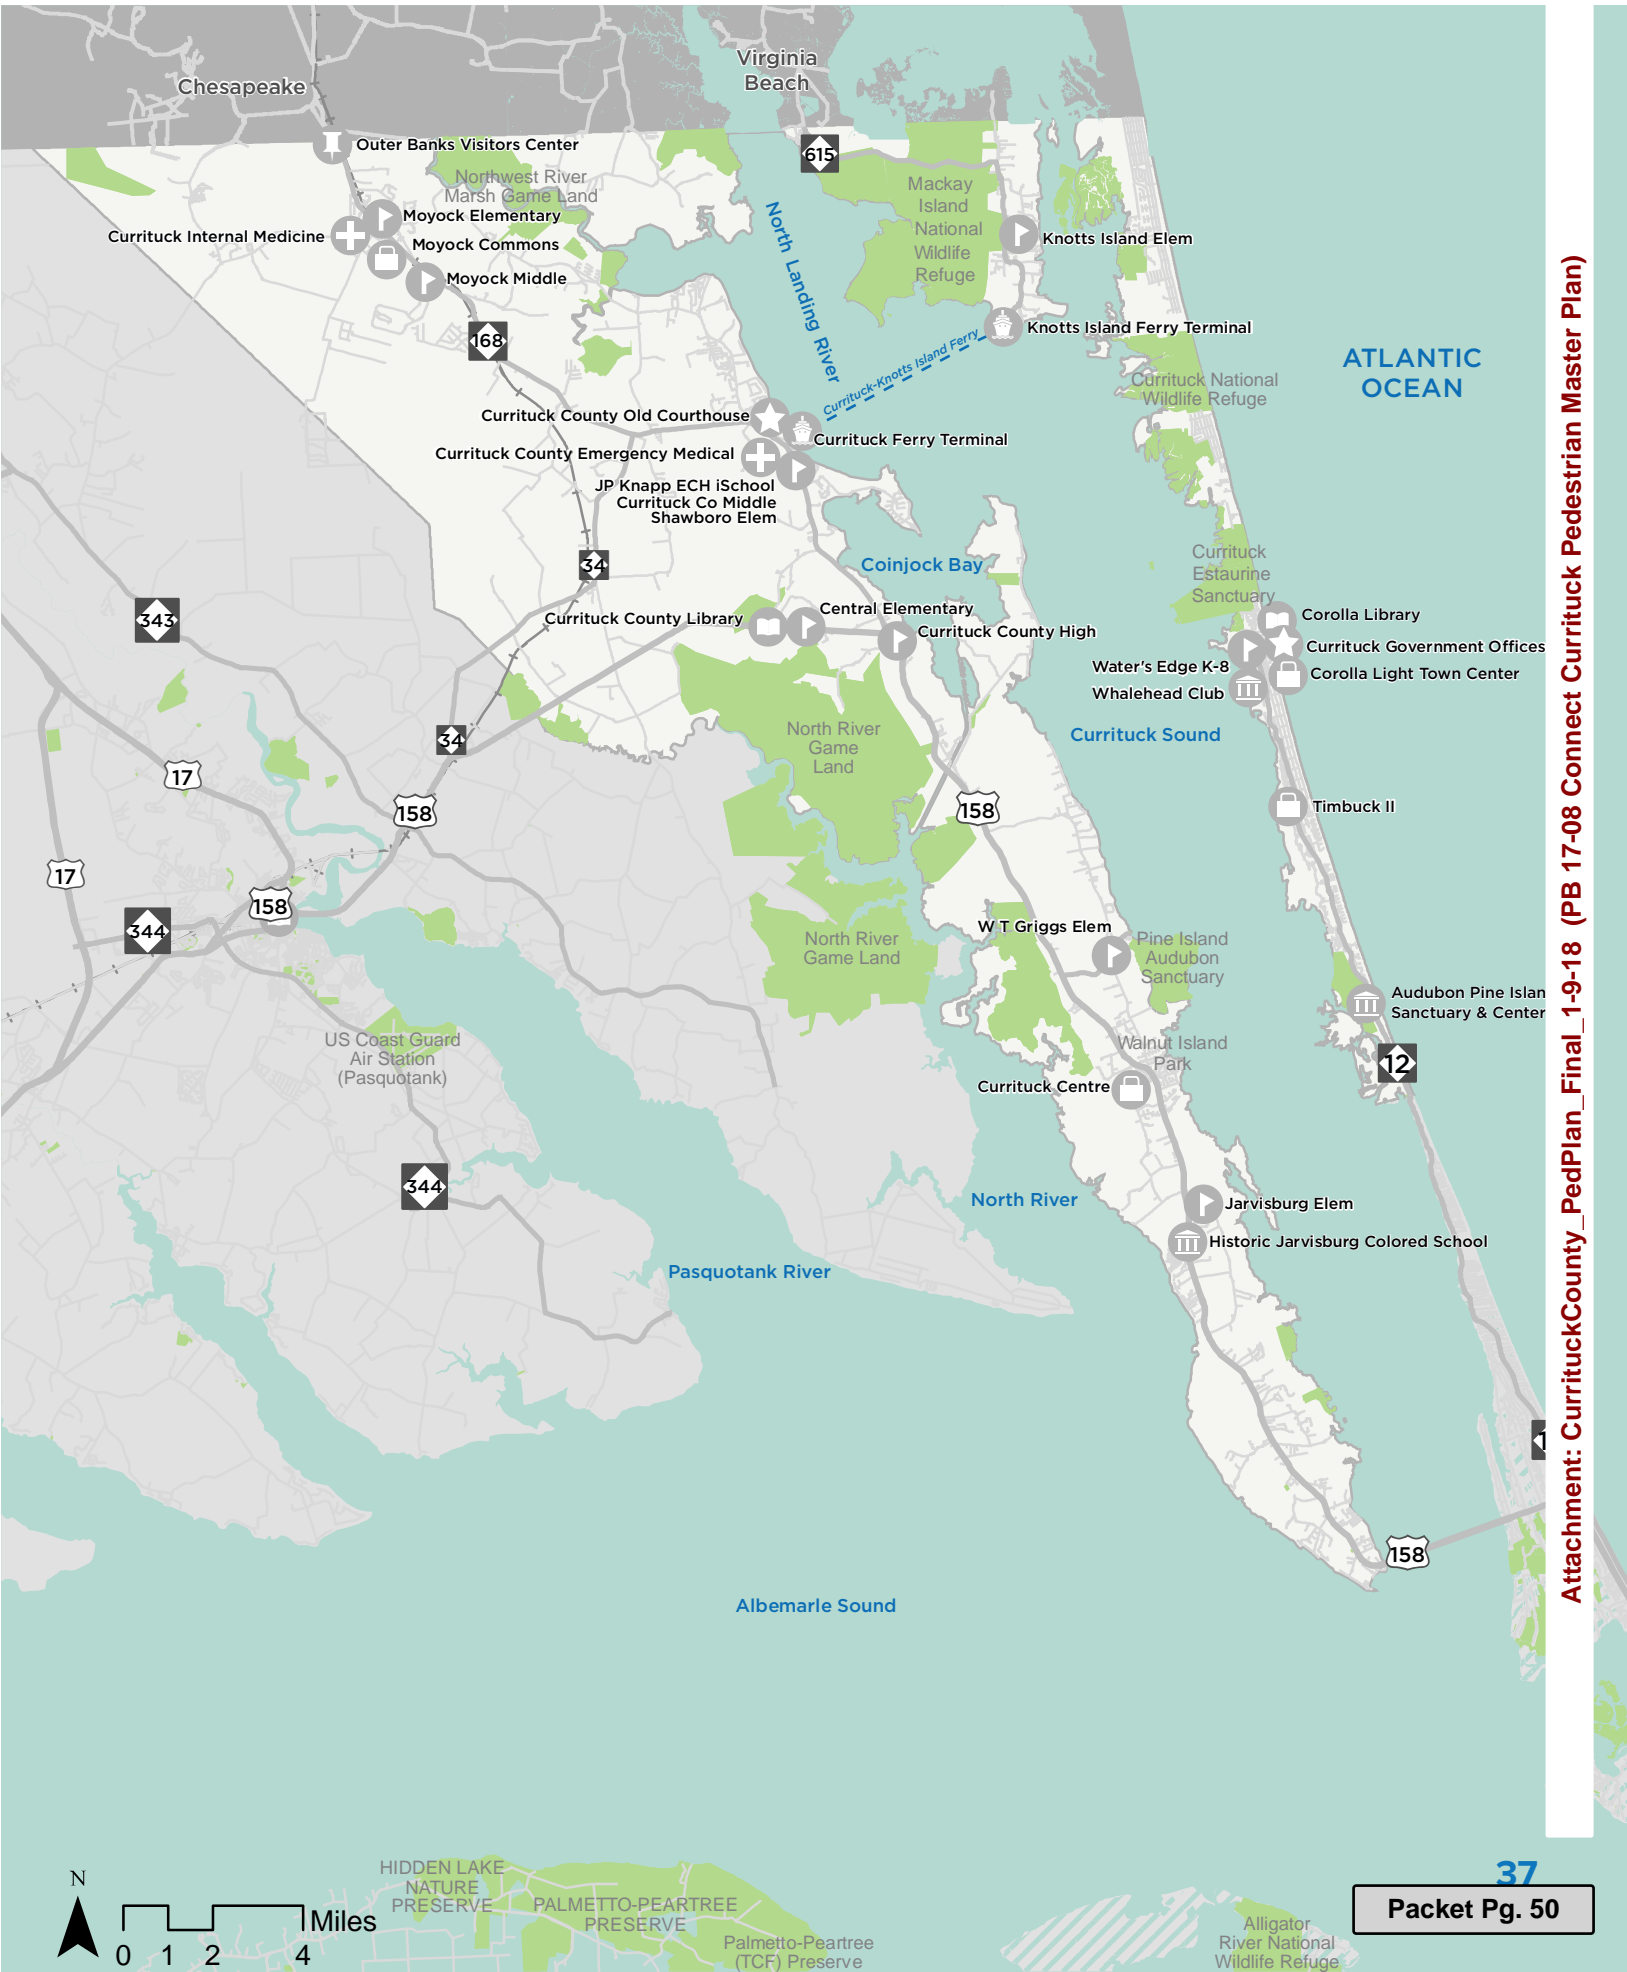 Virginia
Beach
Chesapeake
Outer Banks Visitors Center
615
Northwest River
Marsh Game Land
Mackay
Island
National
Wildlife
Refuge
Moyock Elementary
Currituck Internal Medicine
Moyock Commons
Moyock Middle
North Landing River
Knotts Island Elem
Knotts Island Ferry Terminal
168
Currituck-Knotts Island Ferry
ATLANTIC
OCEAN
Currituck National
Wildlife Refuge
Currituck County Old Courthouse
Currituck Ferry Terminal
Currituck County Emergency Medical
JP Knapp ECH iSchool
Currituck Co Middle
Shawboro Elem
34
Coinjock Bay
Currituck
Estaurine
Sanctuary
343
Currituck County Library
Central Elementary
Currituck County High
Corolla Library
Currituck Government Offices
Water's Edge K-8
Corolla Light Town Center
Whalehead Club
34
North River
Game
Land
Currituck Sound
17
158
158
Timbuck II
17
158
344
W T Griggs Elem
North River
Game Land
Pine Island
Audubon
Sanctuary
Audubon Pine Islan
Sanctuary & Center
US Coast Guard
Air Station
(Pasquotank)
Walnut Island
Park
12
Currituck Centre
344
North River
Jarvisburg Elem
Historic Jarvisburg Colored School
Pasquotank River
1
158
Albemarle Sound
Attachment: CurrituckCounty_PedPlan_Final_1-9-18 (PB 17-08 Connect Currituck Pedestrian Master Plan)
HIDDEN LAKE
NATURE
PRESERVE
PALMETTO-PEARTREE
PRESERVE
Palmetto-Peartree
(TCF) Preserve
Alligator
River National
Wildlife Refuge
N
Miles
0 1 2 4
37
Packet Pg. 50